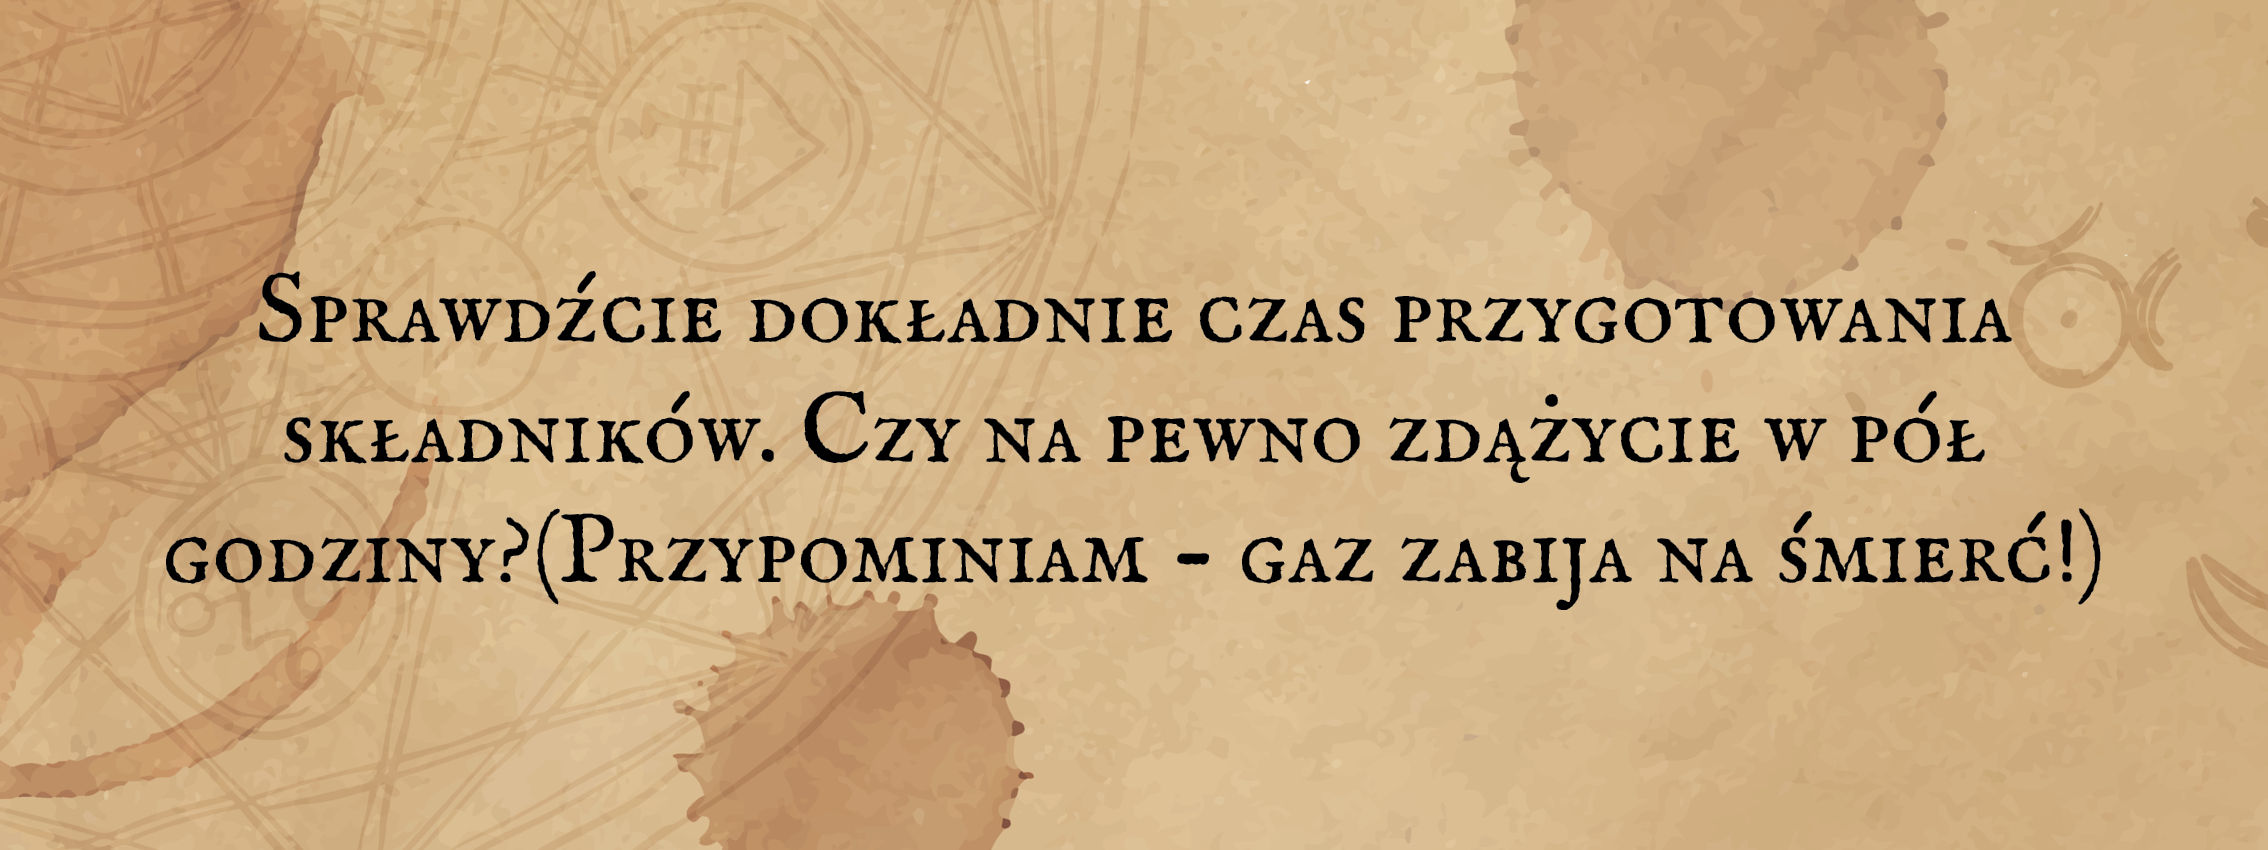 Sprawdźcie dokładnie czas przygotowania
składników. Czy na pewno zdążycie w pół
godziny?(Przypominiam - gaz zabija na śmierć!)